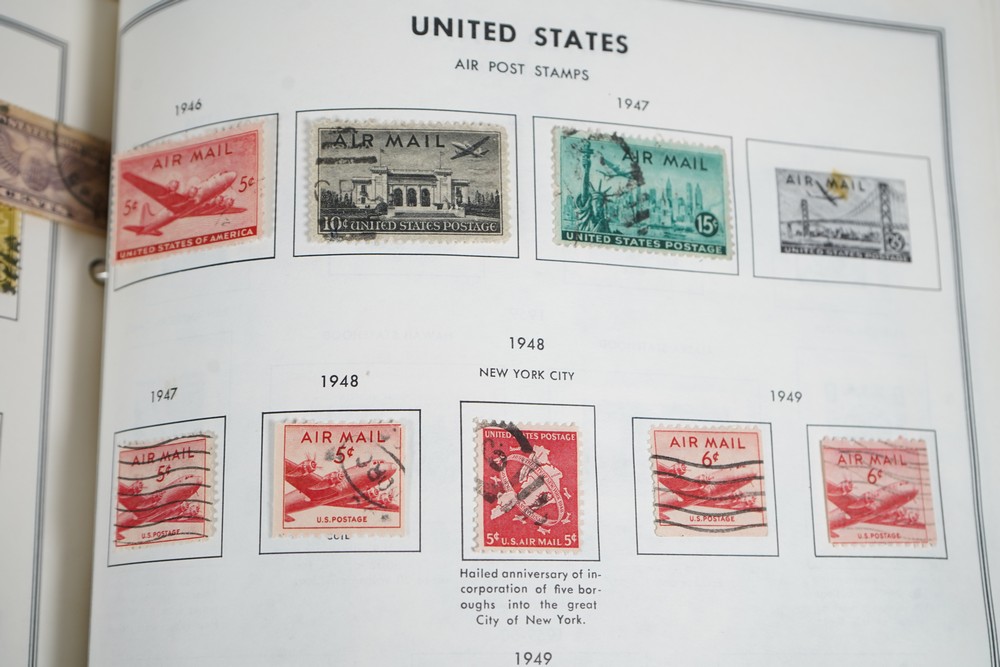 UNITED STATES
AIR POST STAMPS
1946
1947
AIR MAIL
5¢ 5¢
UNITED STATES OF AMERICA
AIR MAIL
10¢ UNITED STATES POSTAGE
AIR MAIL
15¢
UNITED STATES POSTAGE
AIR MAIL
25¢
UNITED STATES POSTAGE
1947
1948
1948
NEW YORK CITY
1949
AIR MAIL
5¢
U.S. POSTAGE
AIR MAIL
5¢
U.S. POSTAGE
COIL
UNITED STATES POSTAGE
5¢ U.S. AIR MAIL 5¢
AIR MAIL
6¢
U.S. POSTAGE
AIR MAIL
6¢
U.S. POSTAGE
Hailed anniversary of in-
corporation of five bor-
oughs into the great
City of New York.
1949